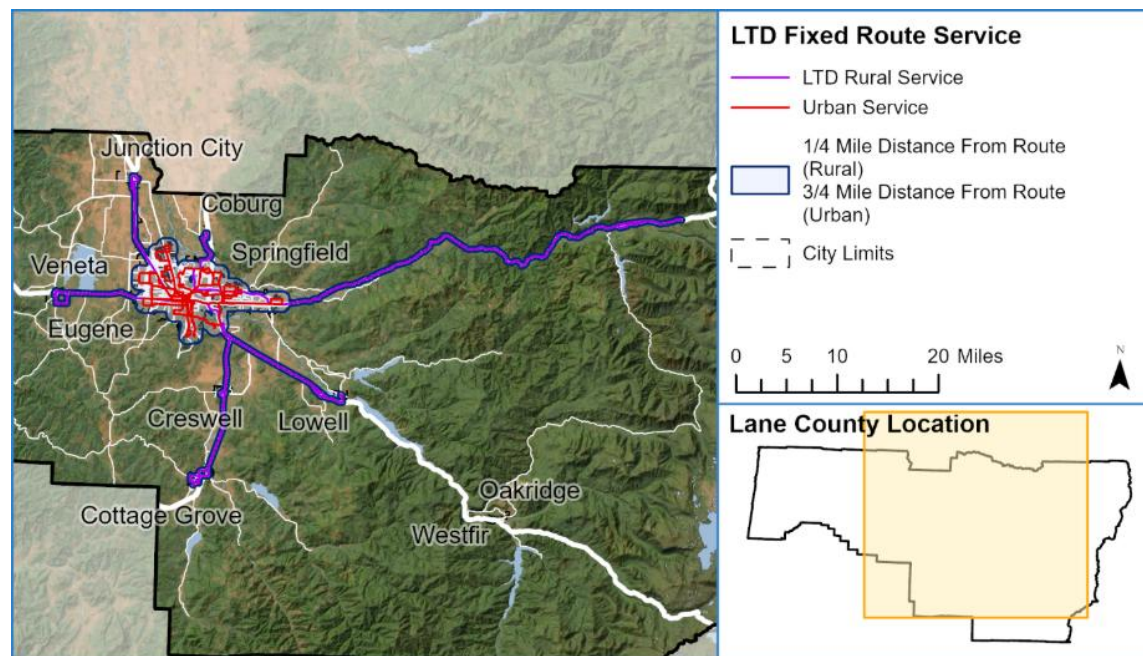 Junction City
Coburg
Springfield
Veneta
Eugene
Creswell
Lowell
Oakridge
Cottage Grove
Westfir
LTD Fixed Route Service
LTD Rural Service
Urban Service
1/4 Mile Distance From Route
(Rural)
3/4 Mile Distance From Route
(Urban)
City Limits
0 5 10 20 Miles
N
Lane County Location